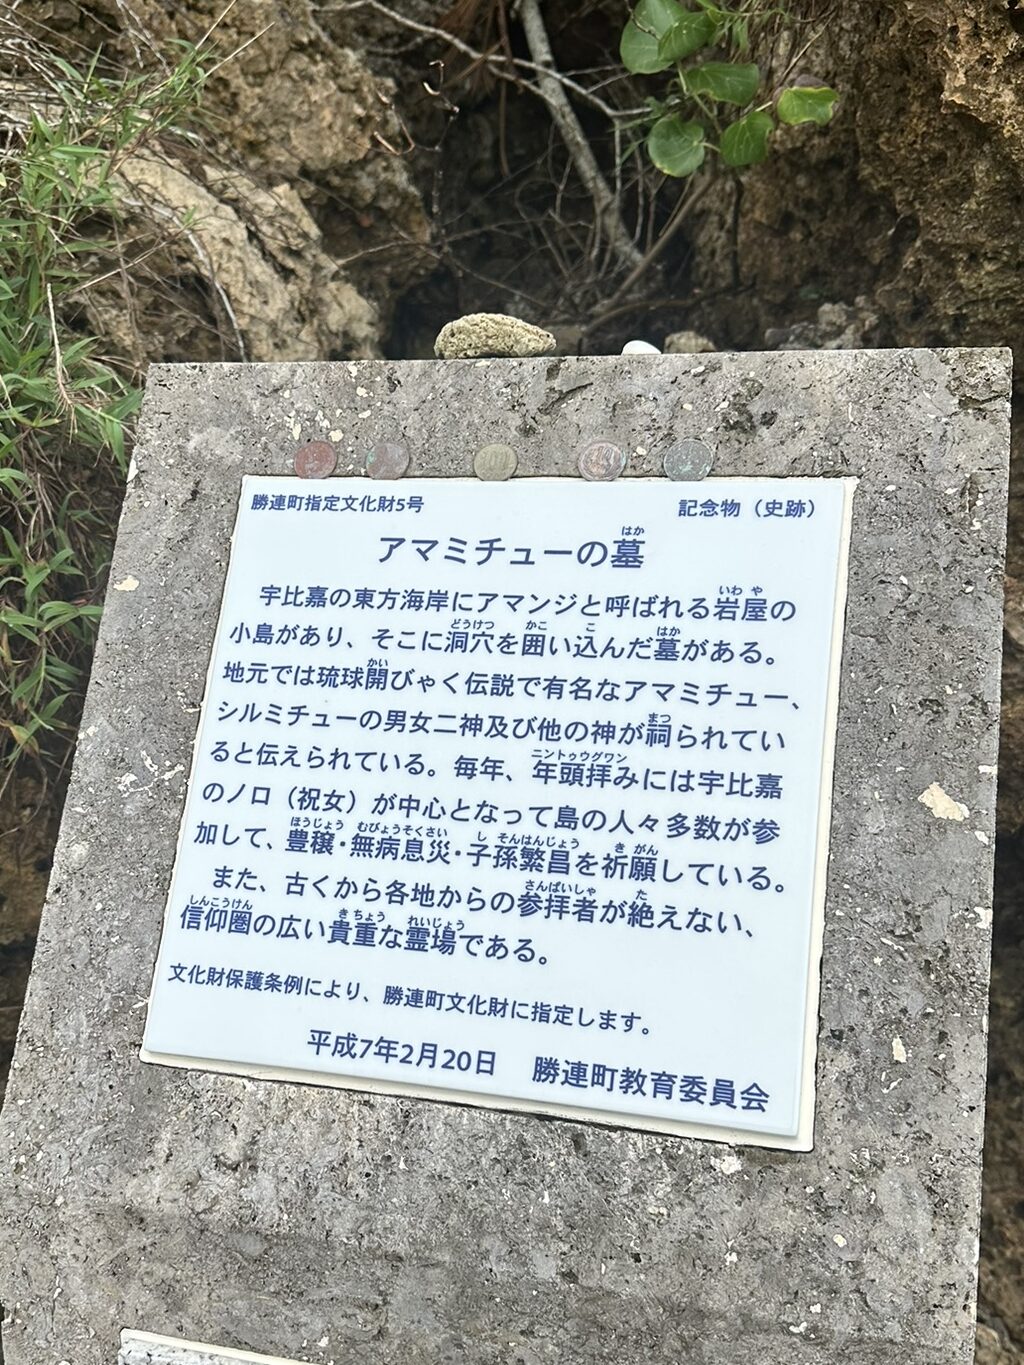 勝連町指定文化財5号
記念物（史跡）
アマミチューの墓
宇比嘉の東方海岸にアマンジと呼ばれる岩屋の
小島があり、そこに洞穴を囲い込んだ墓がある。
地元では琉球開びゃく伝説で有名なアマミチュー、
シルミチューの男女二神及び他の神が祠られてい
ると伝えられている。毎年、年頭拝みには宇比嘉
のノロ（祝女）が中心となって島の人々多数が参
加して、豊穣・無病息災・子孫繁昌を祈願している。
また、古くから各地からの参拝者が絶えない、
信仰圏の広い貴重な霊場である。
文化財保護条例により、勝連町文化財に指定します。
平成7年2月20日　勝連町教育委員会